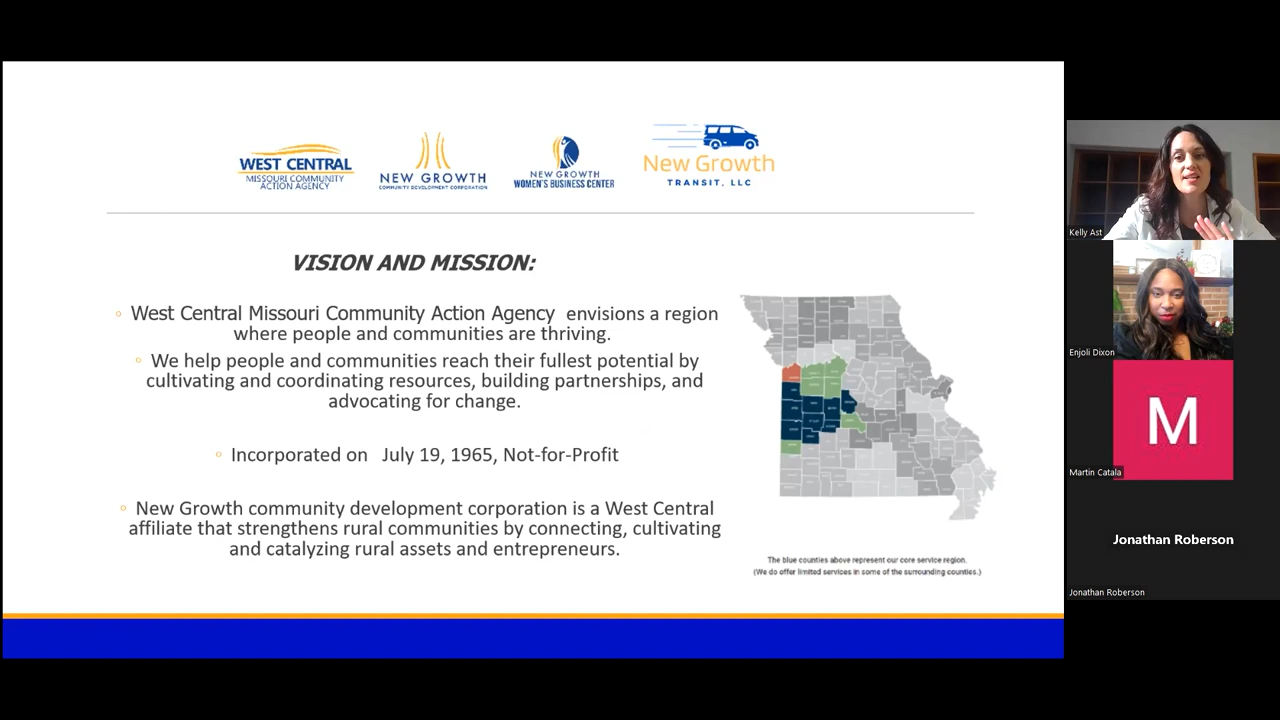 WEST CENTRAL
MISSOURI COMMUNITY
ACTION AGENCY
NEW GROWTH
COMMUNITY DEVELOPMENT CORPORATION
NEW GROWTH
WOMEN'S BUSINESS CENTER
New Growth
TRANSIT, LLC
VISION AND MISSION:
West Central Missouri Community Action Agency envisions a region
where people and communities are thriving.
We help people and communities reach their fullest potential by
cultivating and coordinating resources, building partnerships, and
advocating for change.
Incorporated on July 19, 1965, Not-for-Profit
New Growth community development corporation is a West Central
affiliate that strengthens rural communities by connecting, cultivating
and catalyzing rural assets and entrepreneurs.
The blue counties above represent our core service region.
(We do offer limited services in some of the surrounding counties.)
Kelly Ast
Enjoli Dixon
M
Martin Catala
Jonathan Roberson
Jonathan Roberson